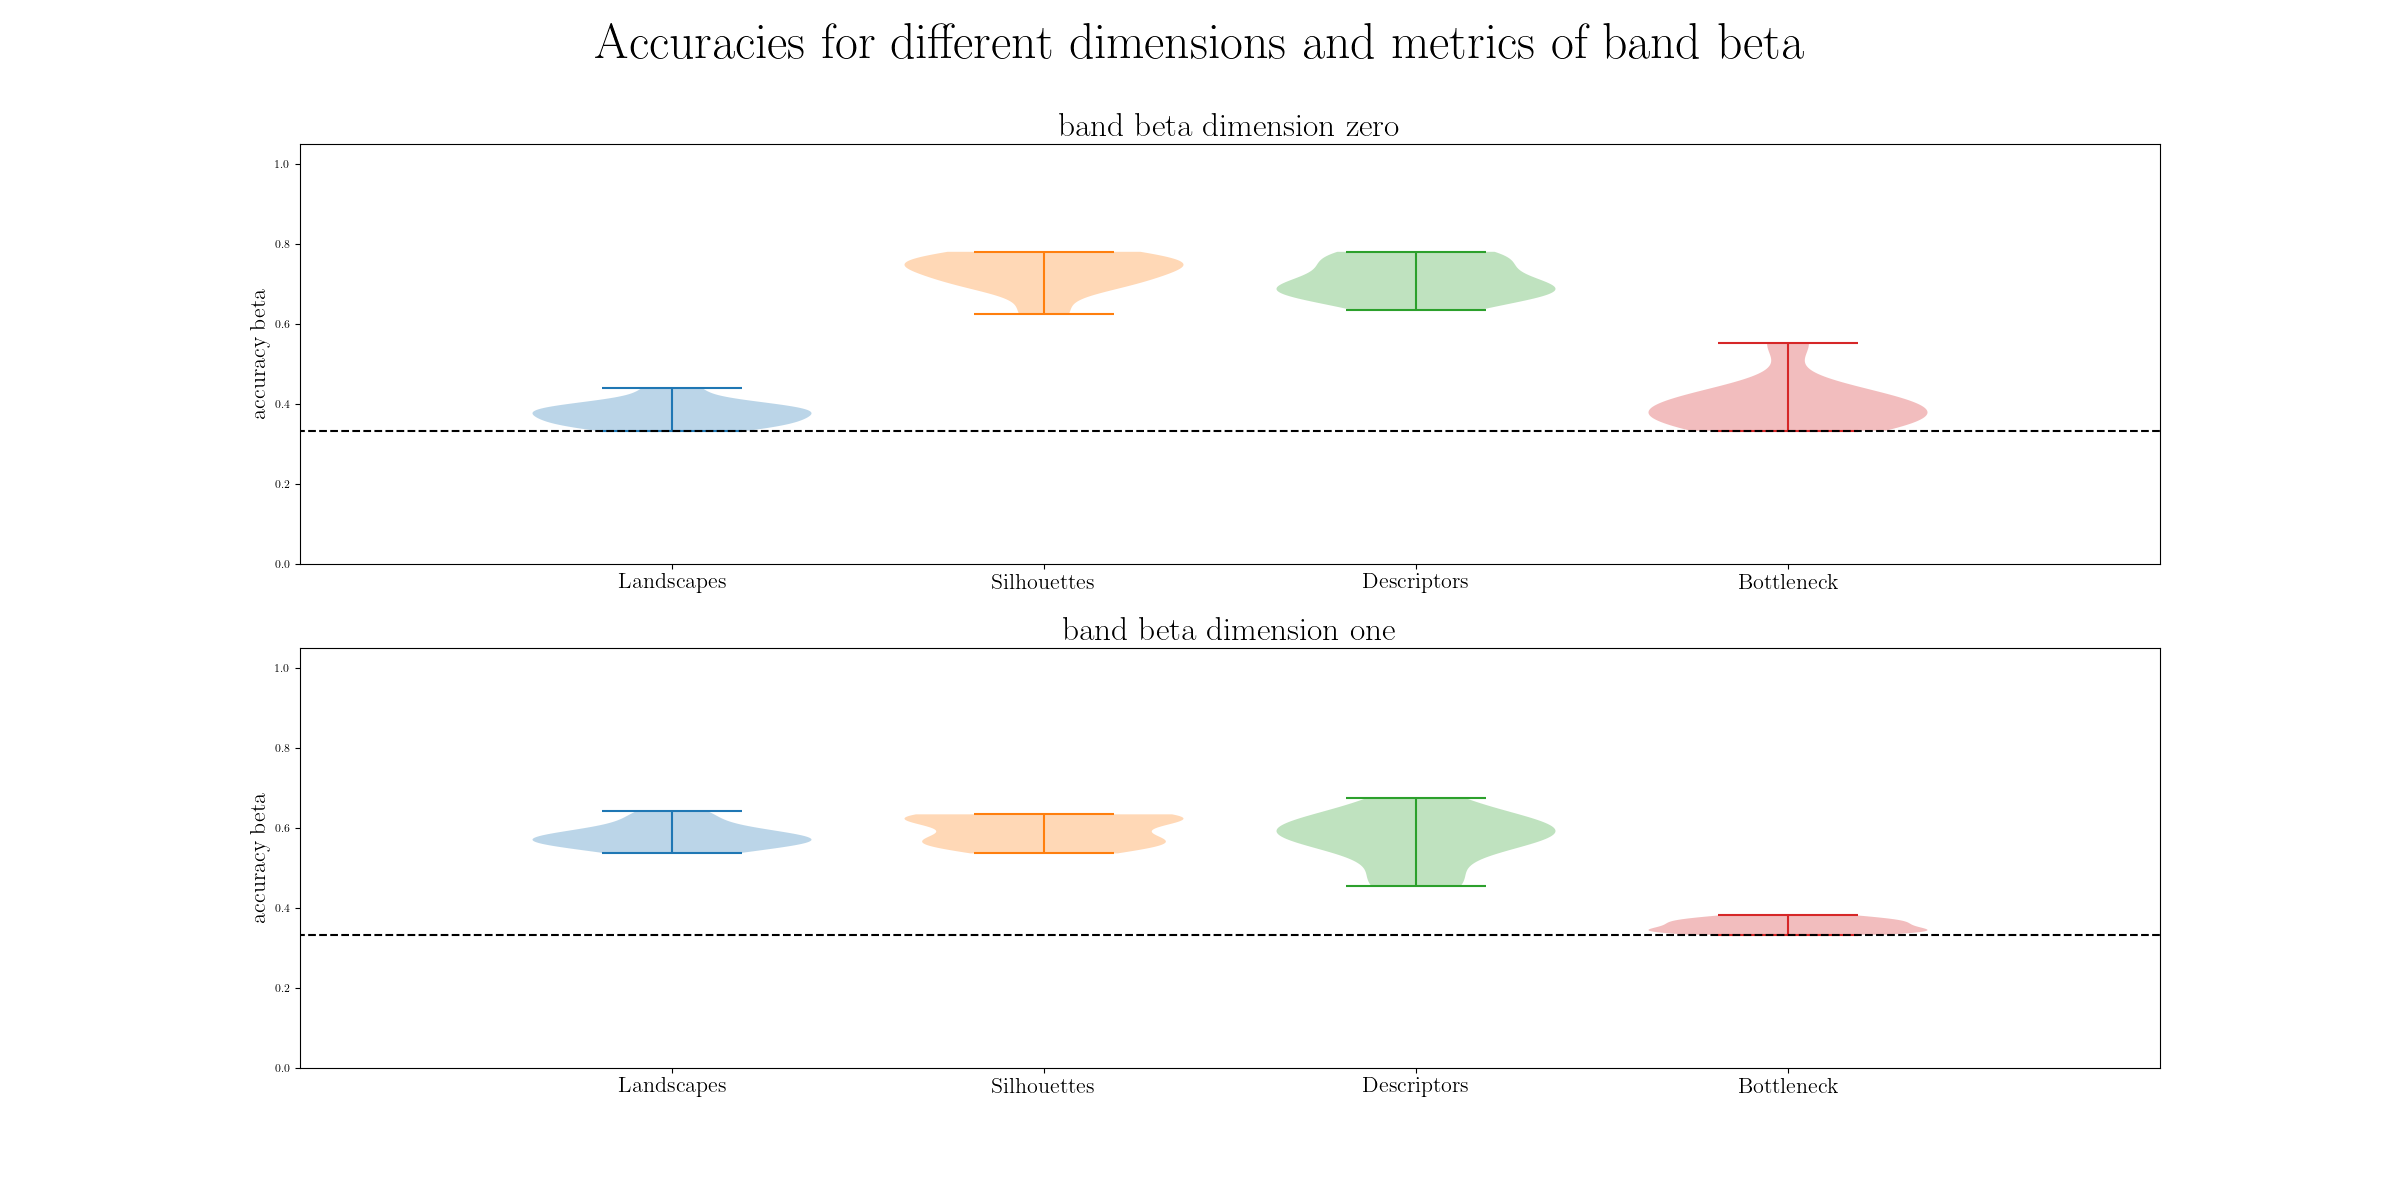 Accuracies for different dimensions and metrics of band beta
band beta dimension zero
accuracy beta
1.0
0.8
0.6
0.4
0.2
0.0
Landscapes Silhouettes Descriptors Bottleneck
band beta dimension one
accuracy beta
1.0
0.8
0.6
0.4
0.2
0.0
Landscapes Silhouettes Descriptors Bottleneck